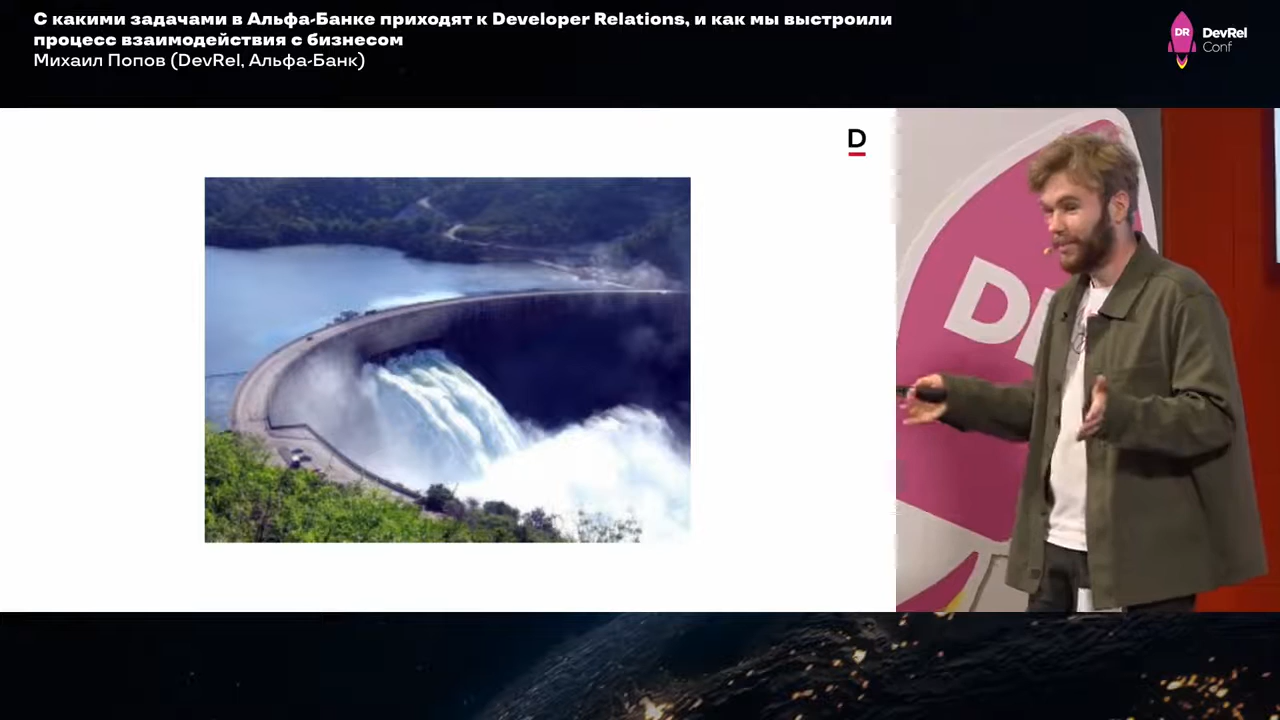 С какими задачами в Альфа-Банке приходят к Developer Relations, и как мы выстроили
процесс взаимодействия с бизнесом
Михаил Попов (DevRel, Альфа-Банк)
DR
DevRel
Conf
D